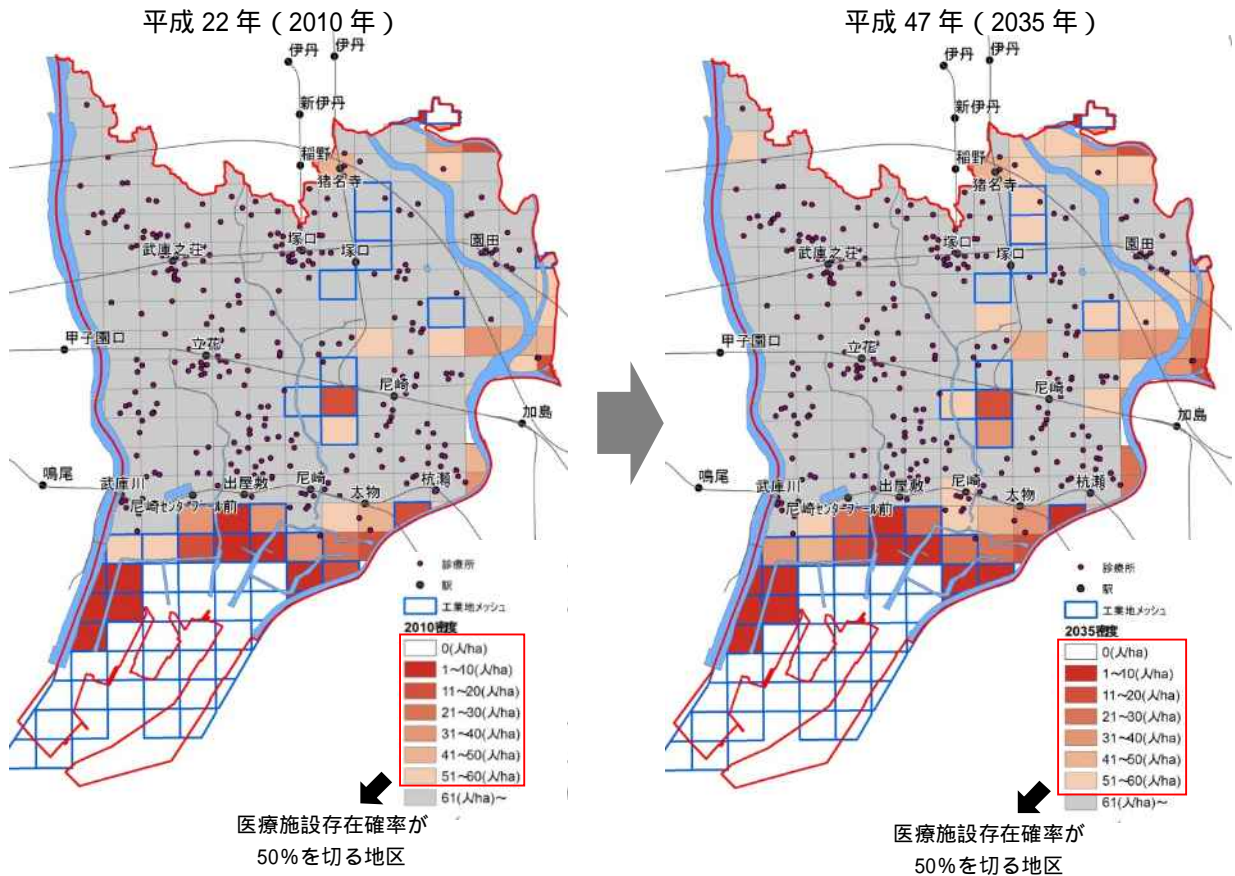 平成 22 年（2010 年）
伊丹
伊丹
新伊丹
稲野
猪名寺
塚口
塚口
園田
武庫之荘
甲子園口
立花
尼崎
加島
鳴尾
武庫川
尼崎センタープール前
出屋敷
尼崎
大物
杭瀬
診療所
駅
工業地メッシュ
2010密度
0(人/ha)
1~10(人/ha)
11~20(人/ha)
21~30(人/ha)
31~40(人/ha)
41~50(人/ha)
51~60(人/ha)
61(人/ha)~
医療施設存在確率が
50%を切る地区
平成 47 年（2035 年）
伊丹
伊丹
新伊丹
稲野
猪名寺
塚口
塚口
園田
武庫之荘
甲子園口
立花
尼崎
加島
鳴尾
武庫川
尼崎センタープール前
出屋敷
尼崎
大物
杭瀬
診療所
駅
工業地メッシュ
2035密度
0(人/ha)
1~10(人/ha)
11~20(人/ha)
21~30(人/ha)
31~40(人/ha)
41~50(人/ha)
51~60(人/ha)
61(人/ha)~
医療施設存在確率が
50%を切る地区